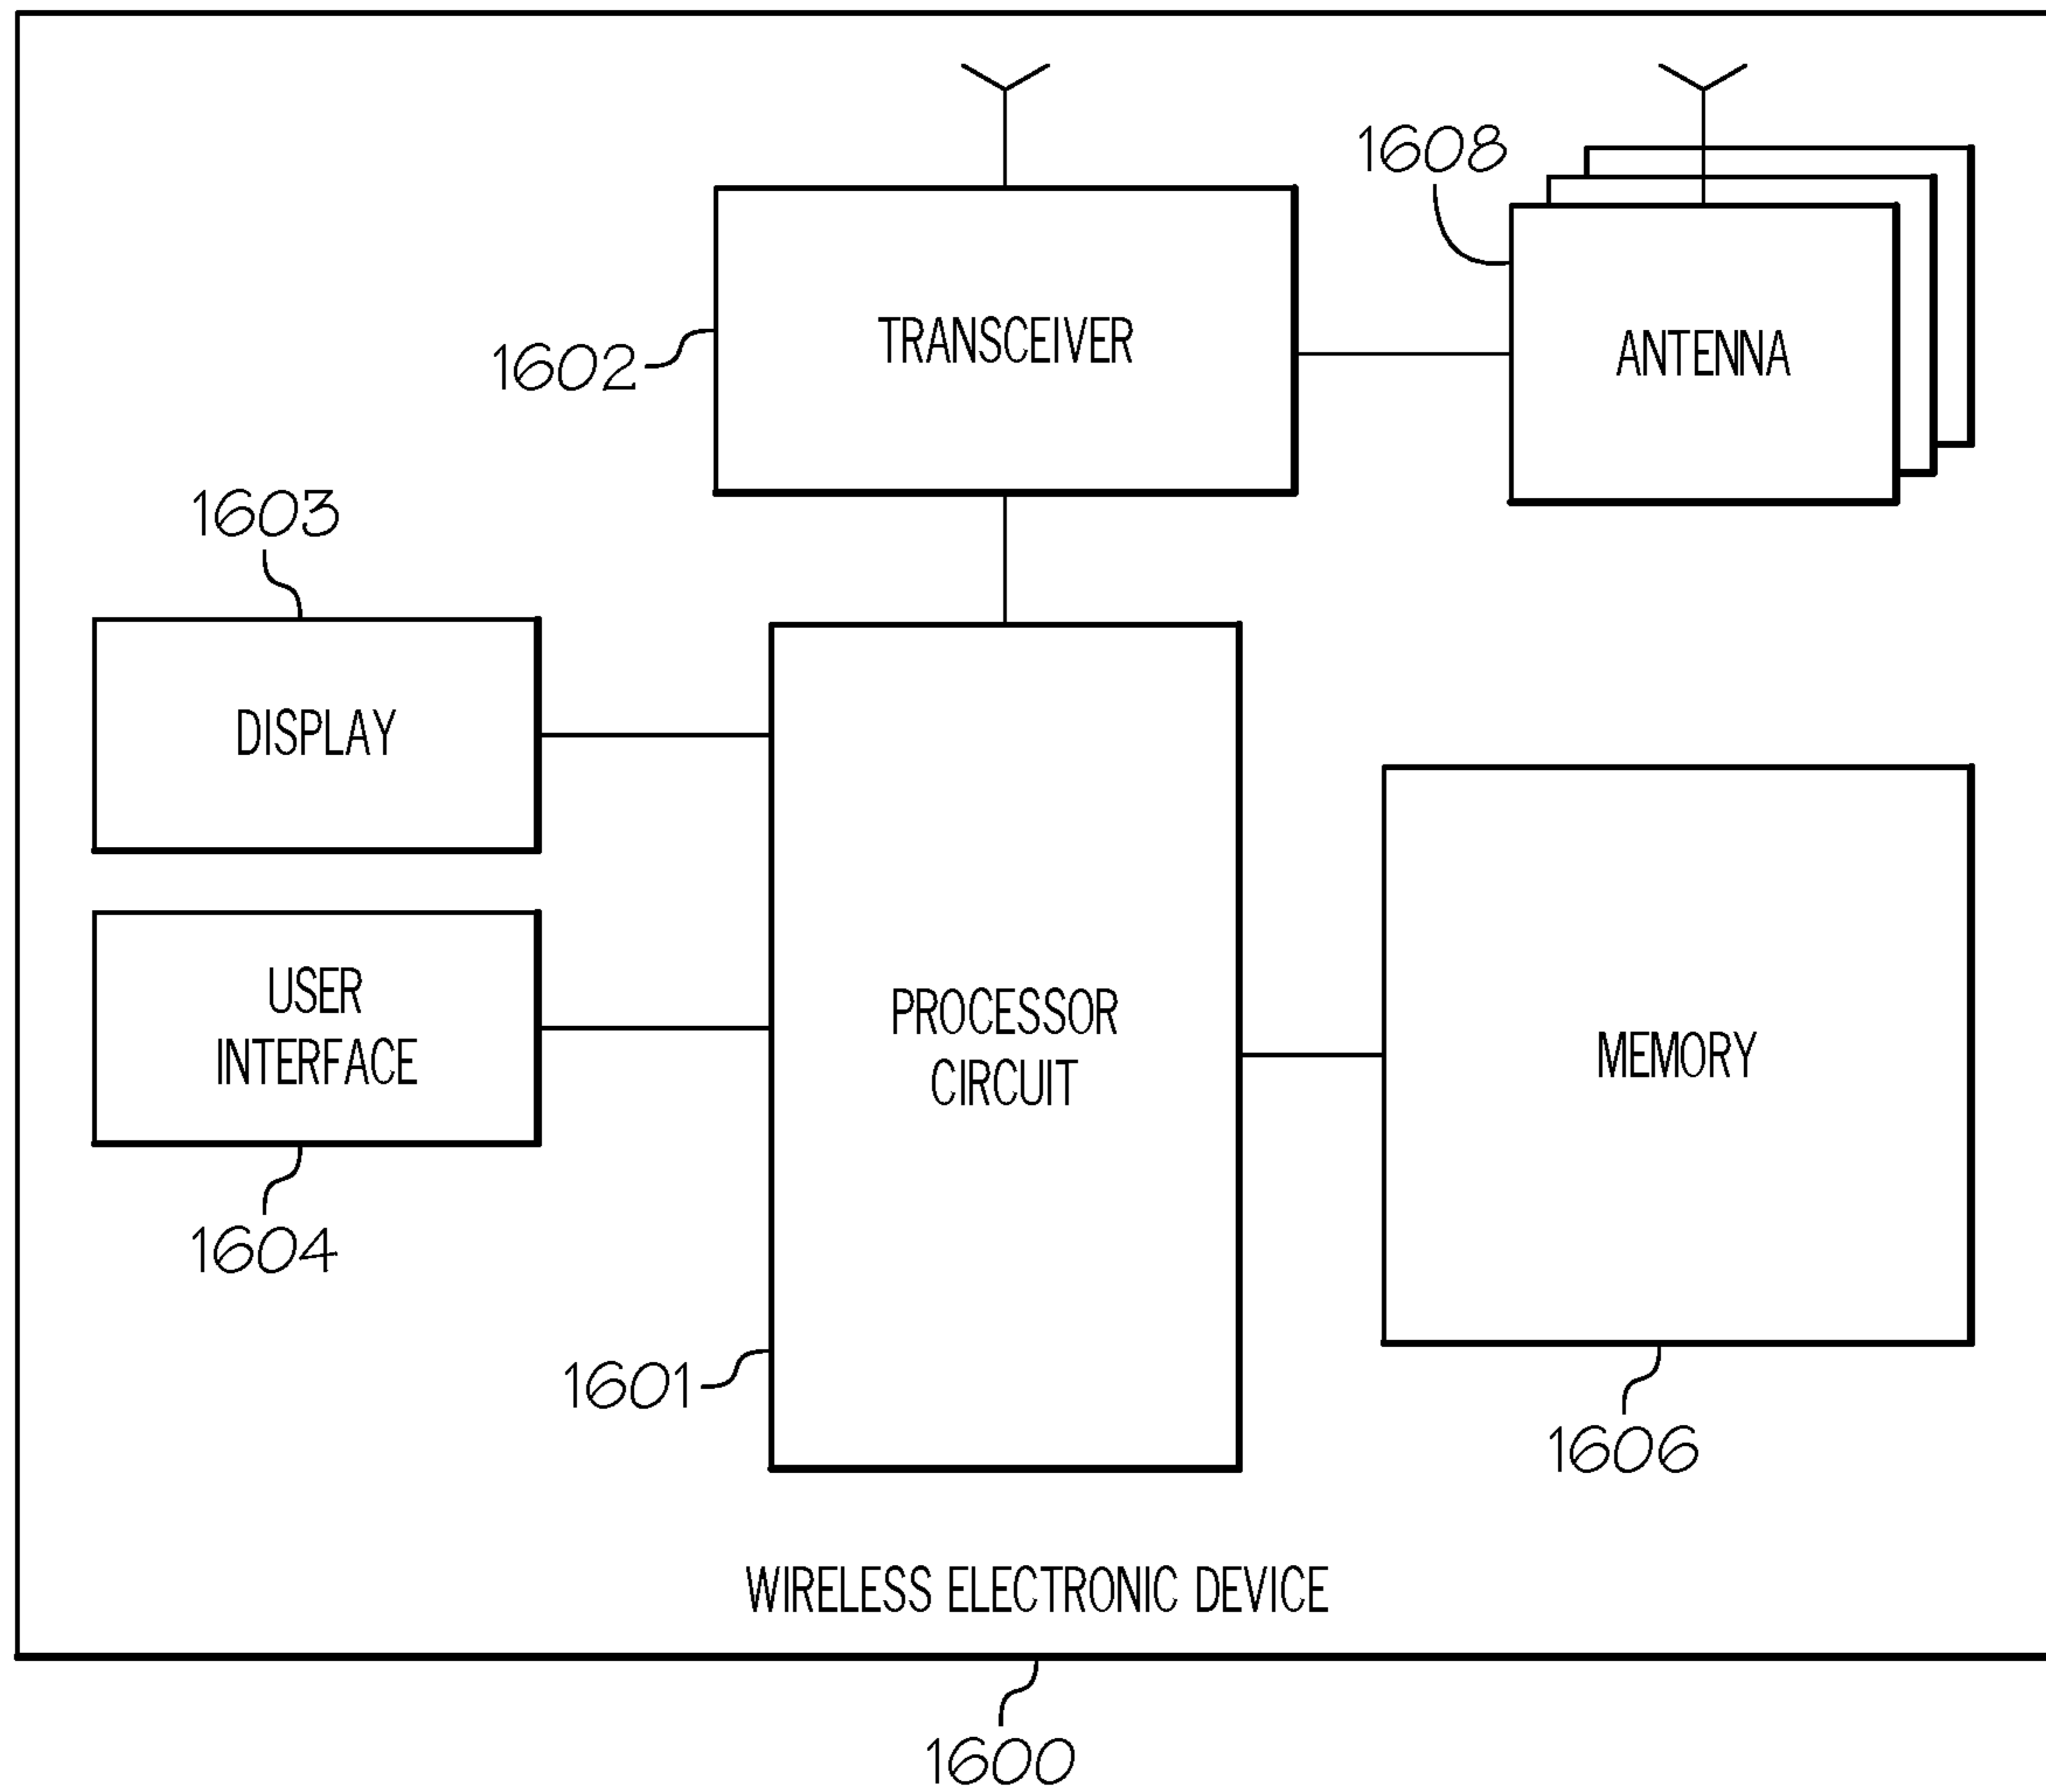 1608
TRANSCEIVER
1602
ANTENNA
1603
DISPLAY
USER
INTERFACE
1604
PROCESSOR
CIRCUIT
1601
MEMORY
1606
WIRELESS ELECTRONIC DEVICE
1600